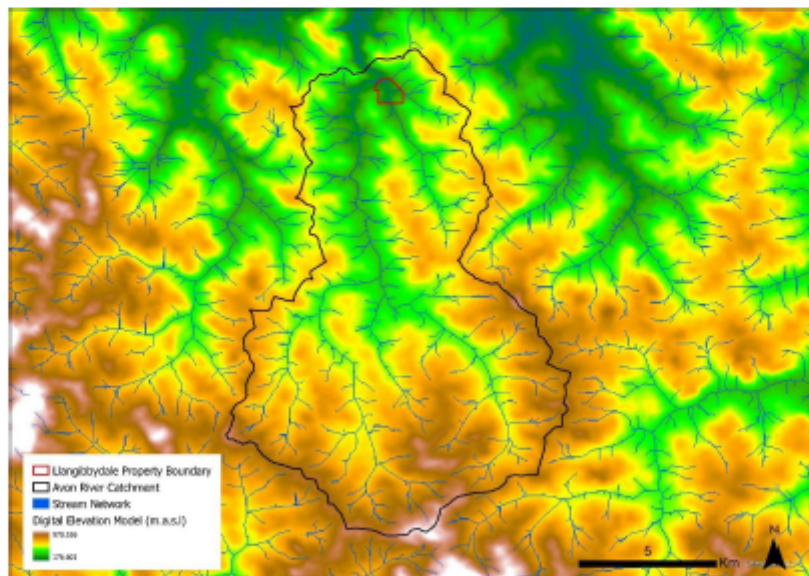 Llangibbydale Property Boundary
Avon River Catchment
Stream Network
Digital Elevation Model (m.a.s.l)
5
Km
N